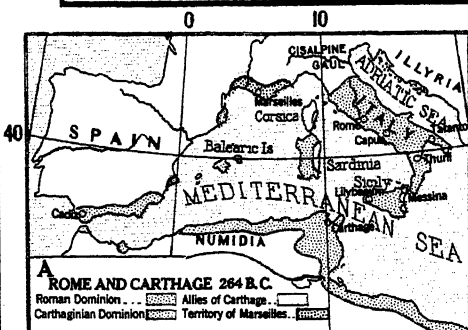 0 10
CISALPINE
GAUL
ILLYRIA
ADRIATIC SEA
Marseilles
Corsica
ITALY
Rome
Capua
Tarant
40
SPAIN
Balearic Is
Sardinia
Thurii
Sicily
Lilybaeum
Messina
MEDITERRANEAN
SEA
Cadiz
Carthage
NUMIDIA
A
ROME AND CARTHAGE 264 B.C.
Roman Dominion... Allies of Carthage..
Carthaginian Dominion Territory of Marseilles..